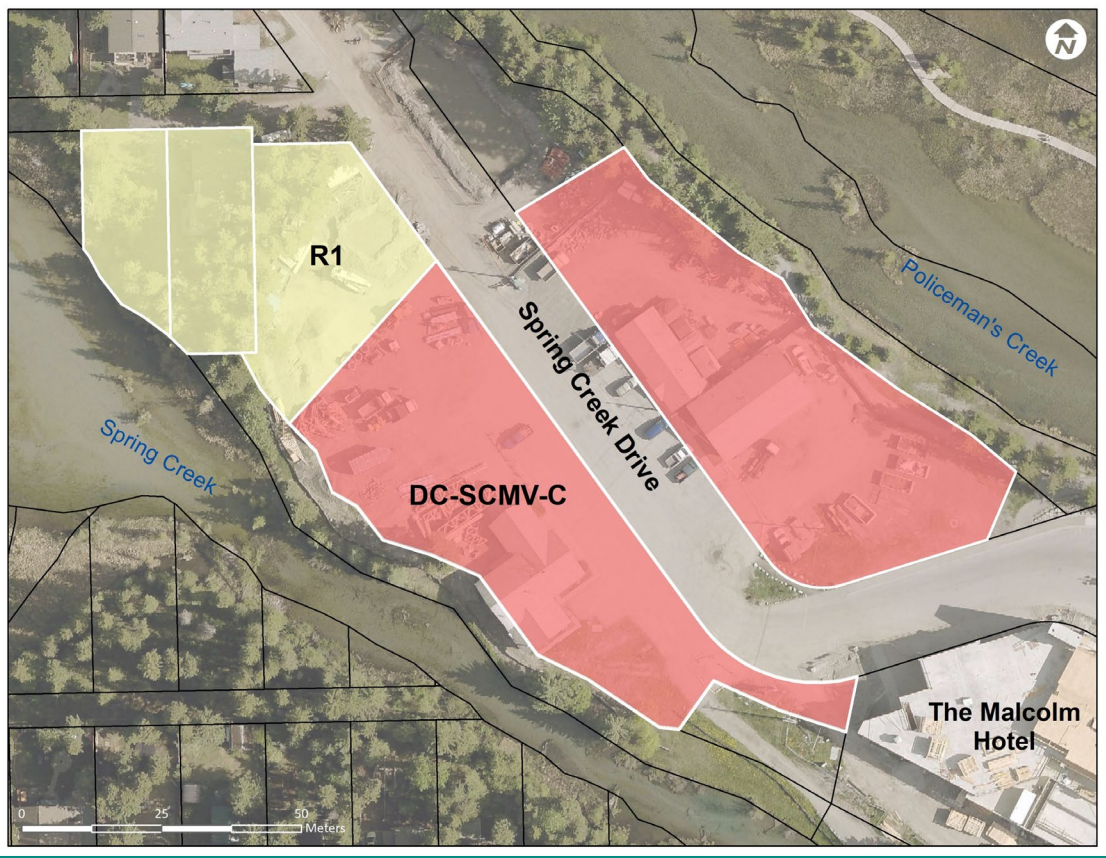 N
R1
Policeman's Creek
Spring Creek Drive
Spring Creek
DC-SCMV-C
The Malcolm
Hotel
0 25 50
Meters